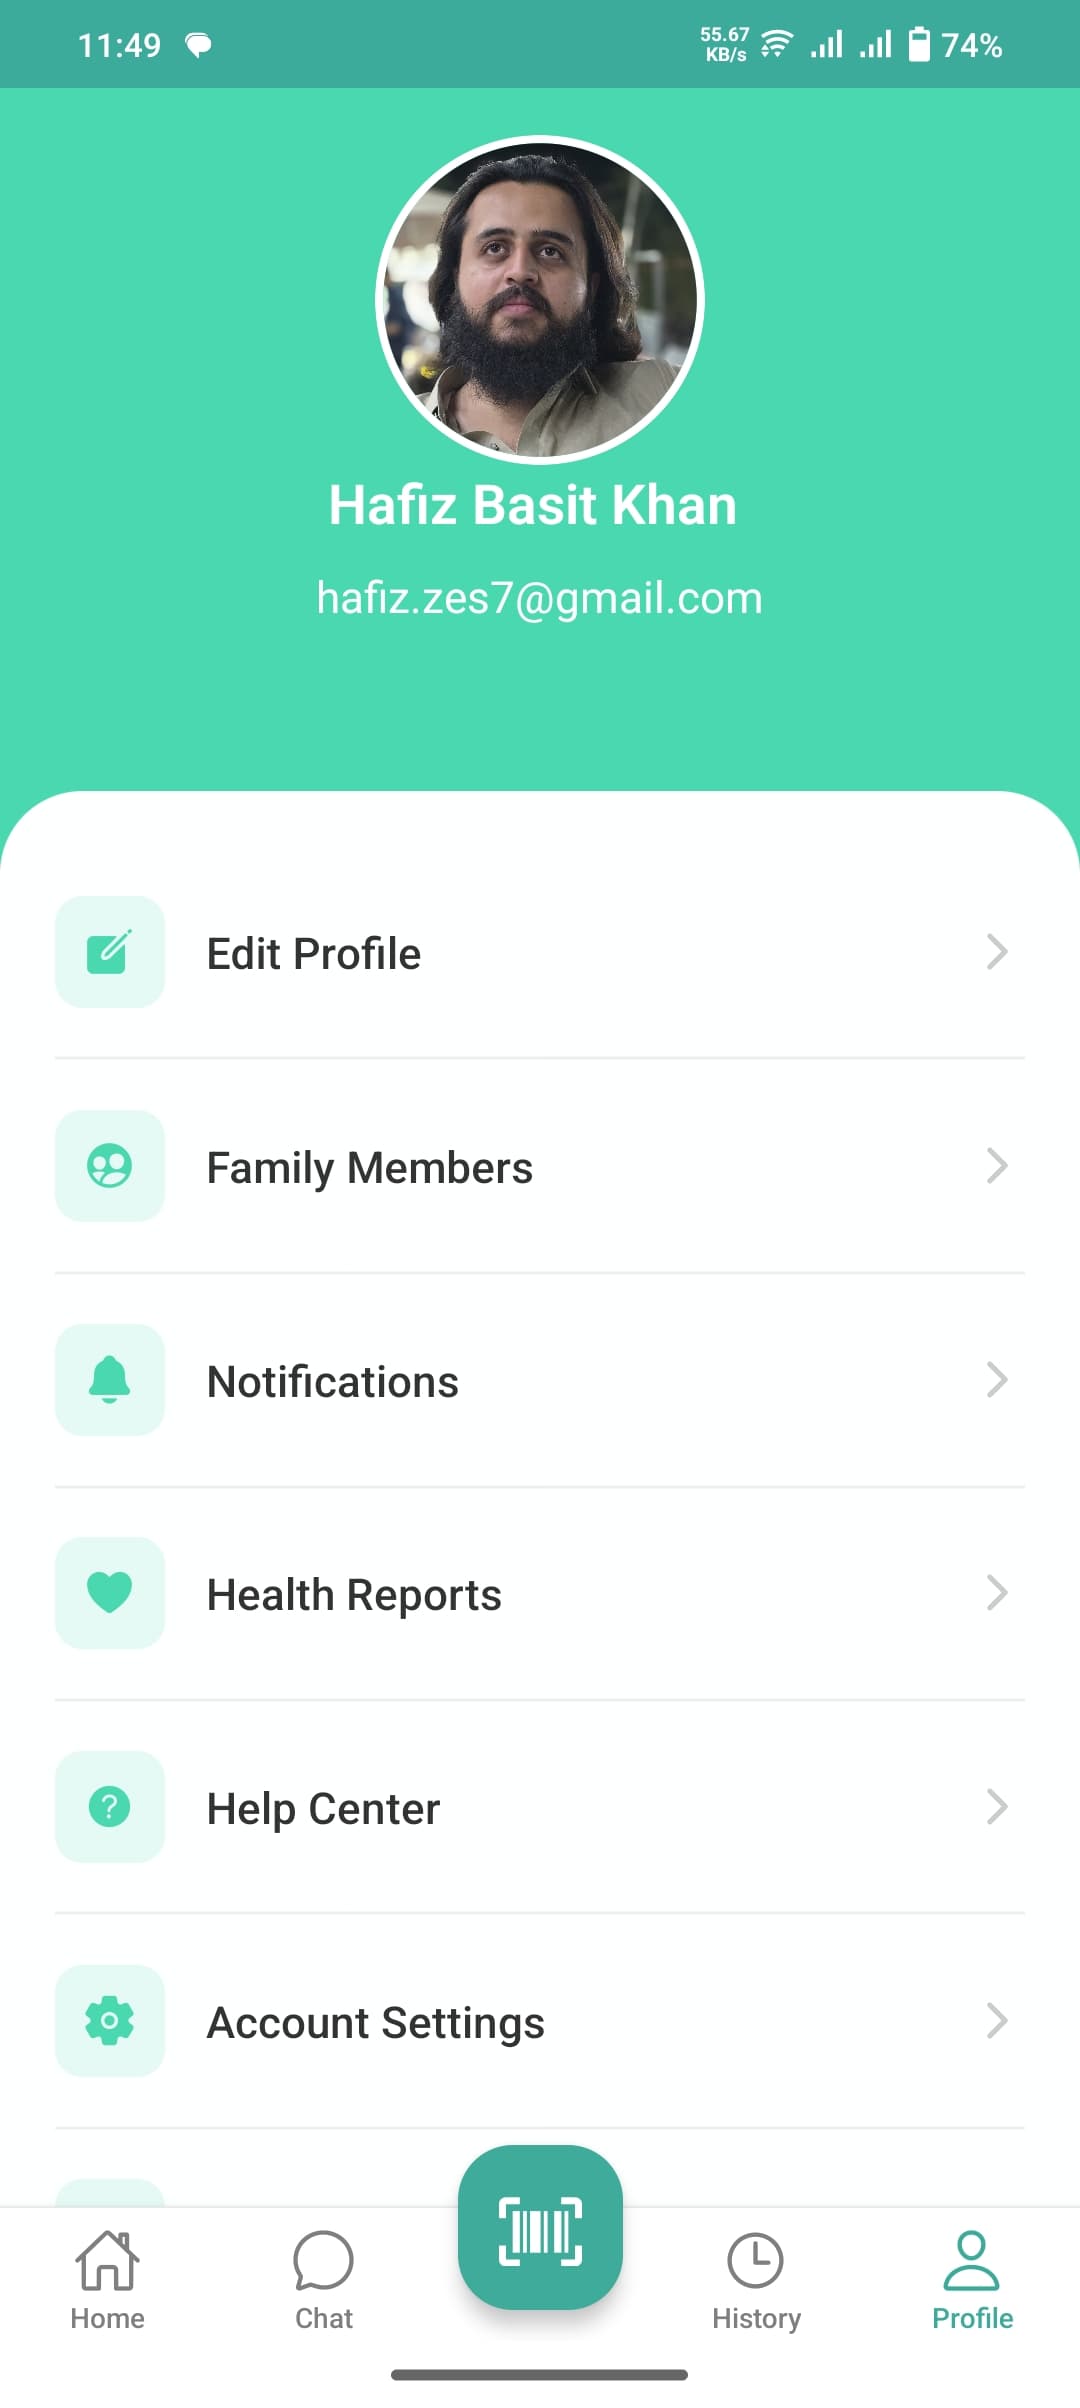 11:49
55.67
KB/s
74%
Hafiz Basit Khan
hafiz.zes7@gmail.com
Edit Profile
Family Members
Notifications
Health Reports
Help Center
Account Settings
Home
Chat
History
Profile